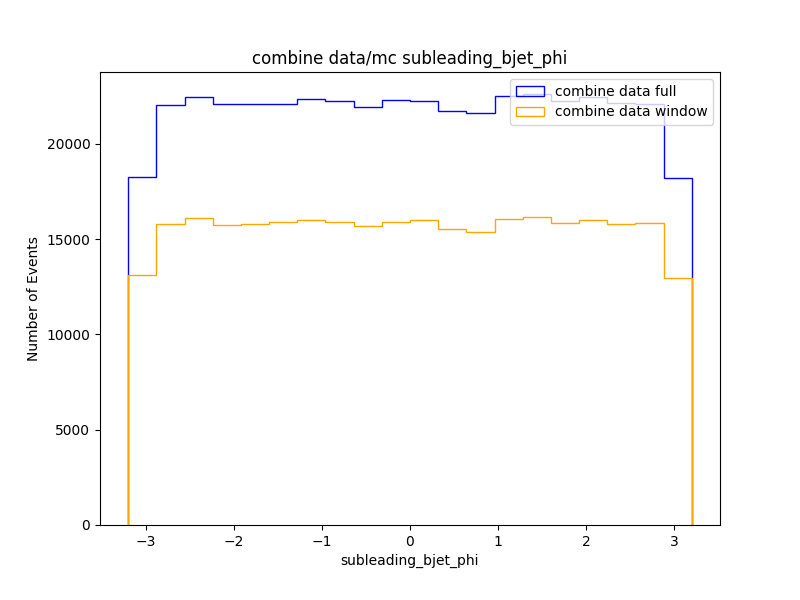 combine data/mc subleading_bjet_phi
combine data full
combine data window
Number of Events
20000
15000
10000
5000
0
−3
−2
−1
0
1
2
3
subleading_bjet_phi